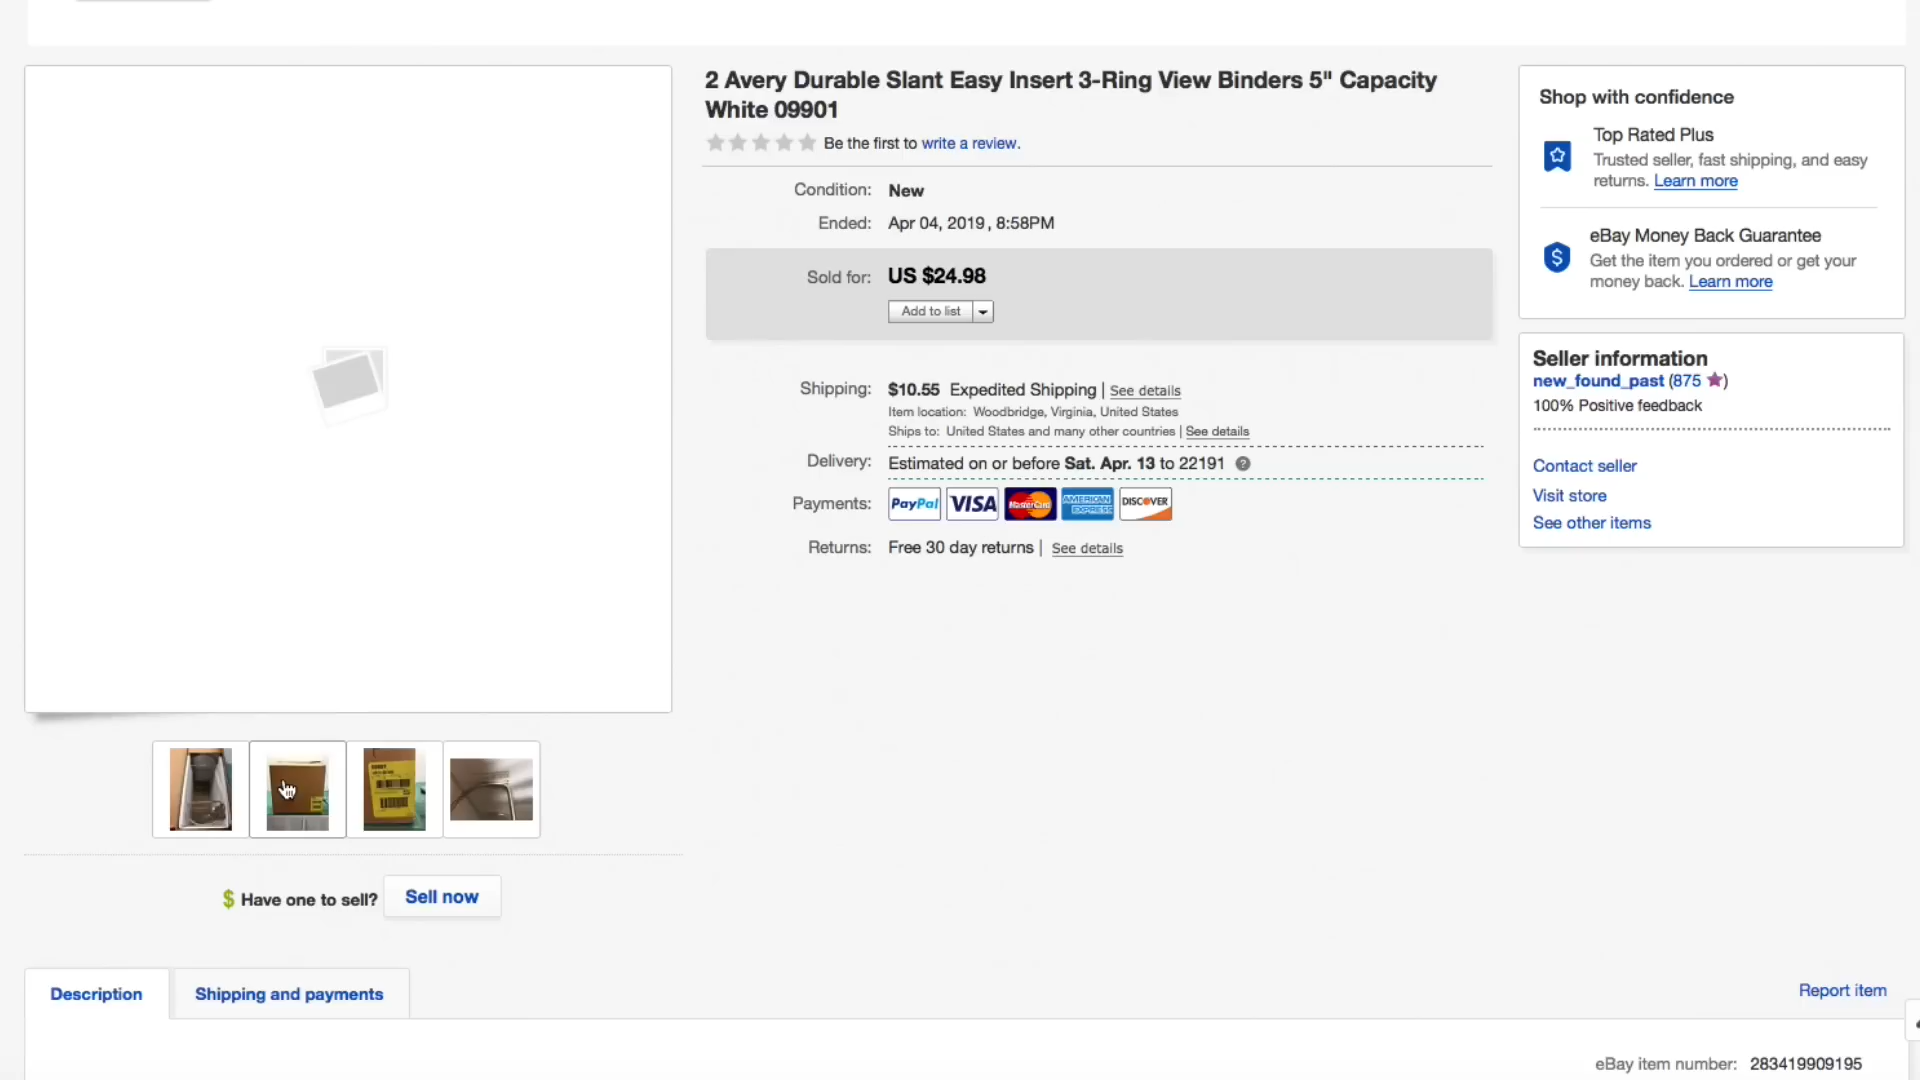 2 Avery Durable Slant Easy Insert 3-Ring View Binders 5" Capacity
White 09901
Be the first to write a review.
Condition: New
Ended: Apr 04, 2019 , 8:58PM
Sold for: US $24.98
Add to list
Shipping: $10.55 Expedited Shipping | See details
Item location: Woodbridge, Virginia, United States
Ships to: United States and many other countries | See details
Delivery: Estimated on or before Sat. Apr. 13 to 22191 ?
Payments: PayPal VISA MasterCard AMERICAN EXPRESS DISCOVER
Returns: Free 30 day returns | See details
Shop with confidence
Top Rated Plus
Trusted seller, fast shipping, and easy
returns. Learn more
$
eBay Money Back Guarantee
Get the item you ordered or get your
money back. Learn more
Seller information
new_found_past (875 )
100% Positive feedback
Contact seller
Visit store
See other items
$ Have one to sell? Sell now
Description
Shipping and payments
Report item
eBay item number: 283419909195